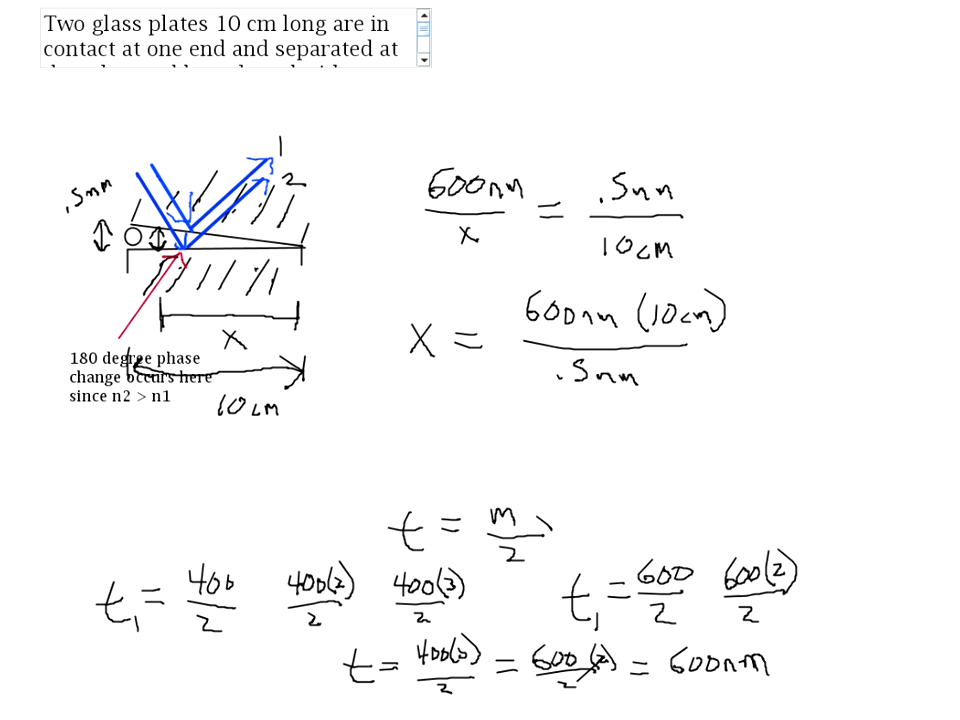 Two glass plates 10 cm long are in
contact at one end and separated at
1
2
.5mm
600nm/x = .5mm/10cm
x = 600nm (10cm)/.5mm
x
180 degree phase
change occurs here
since n2 > n1
10cm
t = mλ/2
t₁ = 400/2 400(2)/2 400(3)/2 t₁ = 600/2 600(2)/2
t = 400(3)/2 = 600(2)/2 = 600nm